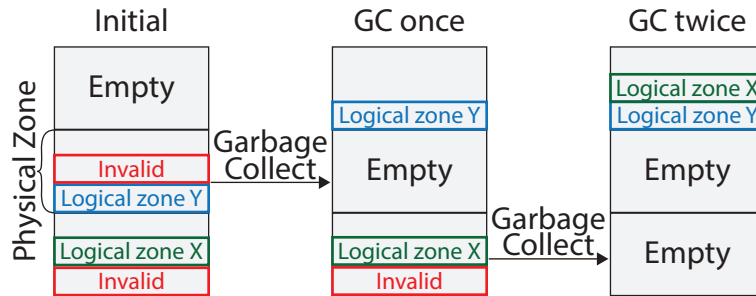 Initial
GC once
GC twice
Physical Zone
Empty
Invalid
Logical zone Y
Logical zone X
Invalid
Garbage
Collect
Logical zone Y
Empty
Logical zone X
Invalid
Garbage
Collect
Logical zone X
Logical zone Y
Empty
Empty